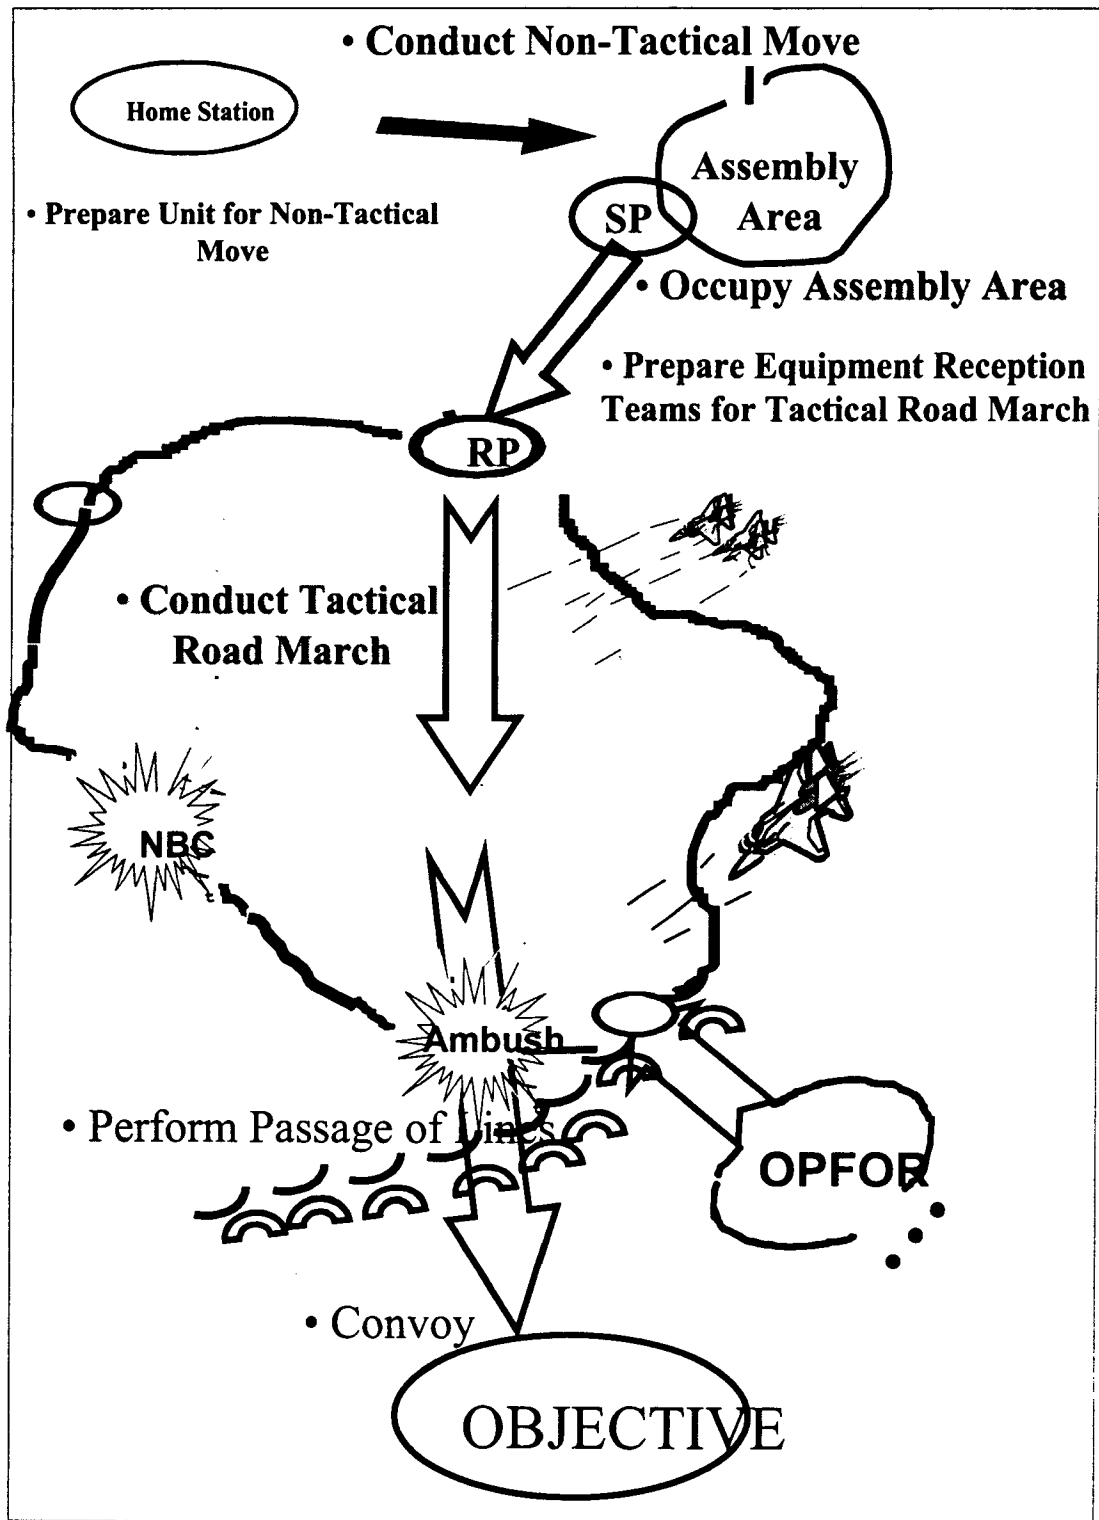 • Conduct Non-Tactical Move
Home Station
Assembly
Area
SP
• Prepare Unit for Non-Tactical
Move
• Occupy Assembly Area
• Prepare Equipment Reception
Teams for Tactical Road March
RP
• Conduct Tactical
Road March
NBC
Ambush
• Perform Passage of Lines
OPFOR
• Convoy
OBJECTIVE